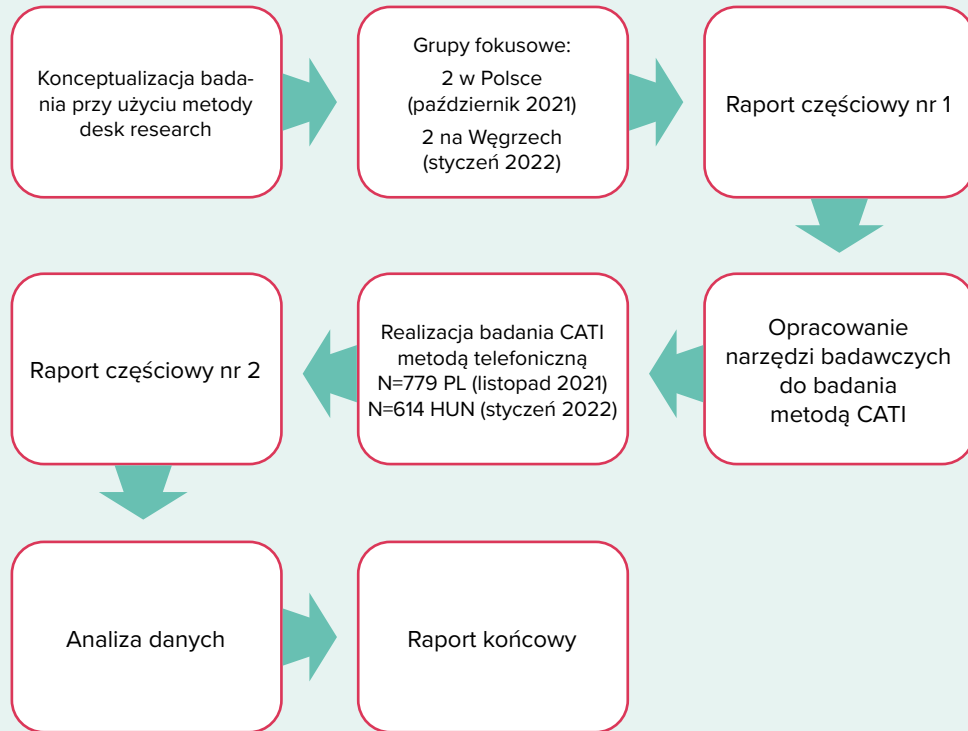 Konceptualizacja bada-
nia przy użyciu metody
desk research
Grupy fokusowe:
2 w Polsce
(październik 2021)
2 na Węgrzech
(styczeń 2022)
Raport częściowy nr 1
Opracowanie
narzędzi badawczych
do badania
metodą CATI
Realizacja badania CATI
metodą telefoniczną
N=779 PL (listopad 2021)
N=614 HUN (styczeń 2022)
Raport częściowy nr 2
Analiza danych
Raport końcowy